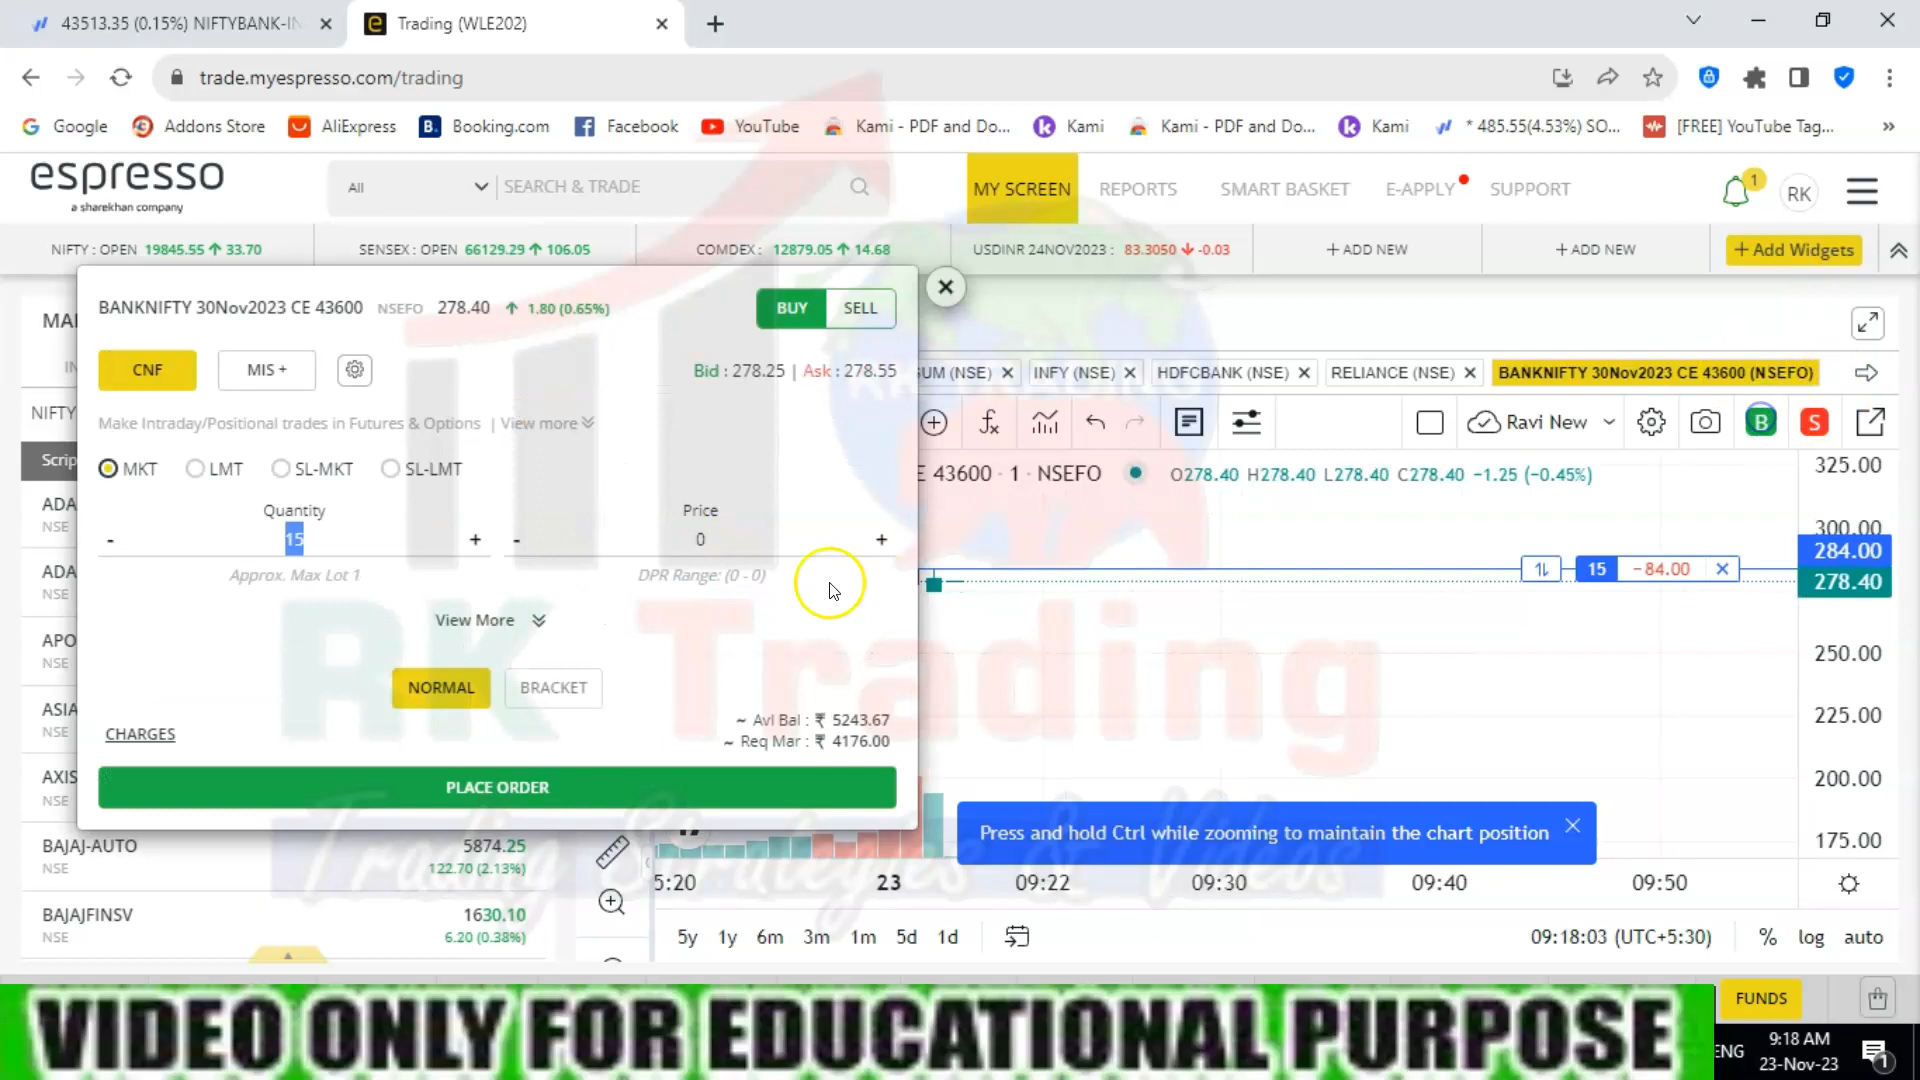 43513.35 (0.15%) NIFTYBANK-IN
Trading (WLE202)
trade.myespresso.com/trading
Google
Addons Store
AliExpress
Booking.com
Facebook
YouTube
Kami - PDF and Do...
Kami
Kami - PDF and Do...
Kami
* 485.55(4.53%) SO...
[FREE] YouTube Tag...
espresso
a sharekhan company
All
SEARCH & TRADE
MY SCREEN
REPORTS
SMART BASKET
E-APPLY
SUPPORT
1
RK
NIFTY : OPEN 19845.55 ↑ 33.70
SENSEX : OPEN 66129.29 ↑ 106.05
COMDEX : 12879.05 ↑ 14.68
USDINR 24NOV2023 : 83.3050 ↓ -0.03
+ ADD NEW
+ ADD NEW
+ Add Widgets
BANKNIFTY 30Nov2023 CE 43600 NSEFO 278.40 ↑ 1.80 (0.65%)
BUY SELL
CNF
MIS +
Bid : 278.25 | Ask : 278.55
Make Intraday/Positional trades in Futures & Options | View more
MKT
LMT
SL-MKT
SL-LMT
Quantity
Price
- 15 +
- 0 +
Approx. Max Lot 1
DPR Range: (0 - 0)
View More
NORMAL
BRACKET
~ Avl Bal : ₹ 5243.67
CHARGES
~ Req Mar : ₹ 4176.00
PLACE ORDER
NIFTY
Scrip
ADA
NSE
ADA
NSE
APO
NSE
ASIA
NSE
AXIS
NSE
BAJAJ-AUTO 5874.25
NSE 122.70 (2.13%)
BAJAJFINSV 1630.10
NSE 6.20 (0.38%)
GUM (NSE)
INFY (NSE)
HDFCBANK (NSE)
RELIANCE (NSE)
BANKNIFTY 30Nov2023 CE 43600 (NSEFO)
Ravi New
B
S
E 43600 · 1 · NSEFO
O278.40 H278.40 L278.40 C278.40 −1.25 (−0.45%)
325.00
300.00
284.00
278.40
250.00
225.00
200.00
175.00
15 −84.00
RK Trading
Trading Strategies & Videos
Press and hold Ctrl while zooming to maintain the chart position
5:20
23
09:22
09:30
09:40
09:50
5y 1y 6m 3m 1m 5d 1d
09:18:03 (UTC+5:30)
% log auto
FUNDS
VIDEO ONLY FOR EDUCATIONAL PURPOSE
ENG
9:18 AM
23-Nov-23
1